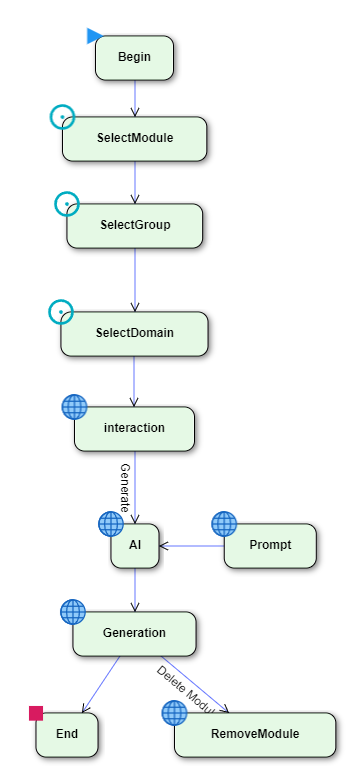 Begin
SelectModule
SelectGroup
SelectDomain
interaction
Generate
AI
Prompt
Generation
Delete
End
RemoveModule